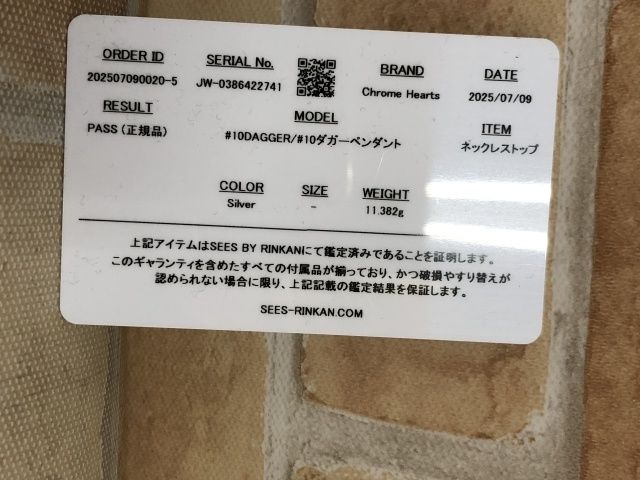 ORDER ID
202507090020-5
SERIAL No.
JW-0386422741
BRAND
Chrome Hearts
DATE
2025/07/09
RESULT
PASS（正規品）
MODEL
#10DAGGER/#10ダガーペンダント
ITEM
ネックレストップ
COLOR
Silver
SIZE
-
WEIGHT
11.382g
上記アイテムはSEES BY RINKANにて鑑定済みであることを証明します。
このギャランティを含めたすべての付属品が揃っており、かつ破損やすり替えが
認められない場合に限り、上記記載の鑑定結果を保証します。
SEES-RINKAN.COM